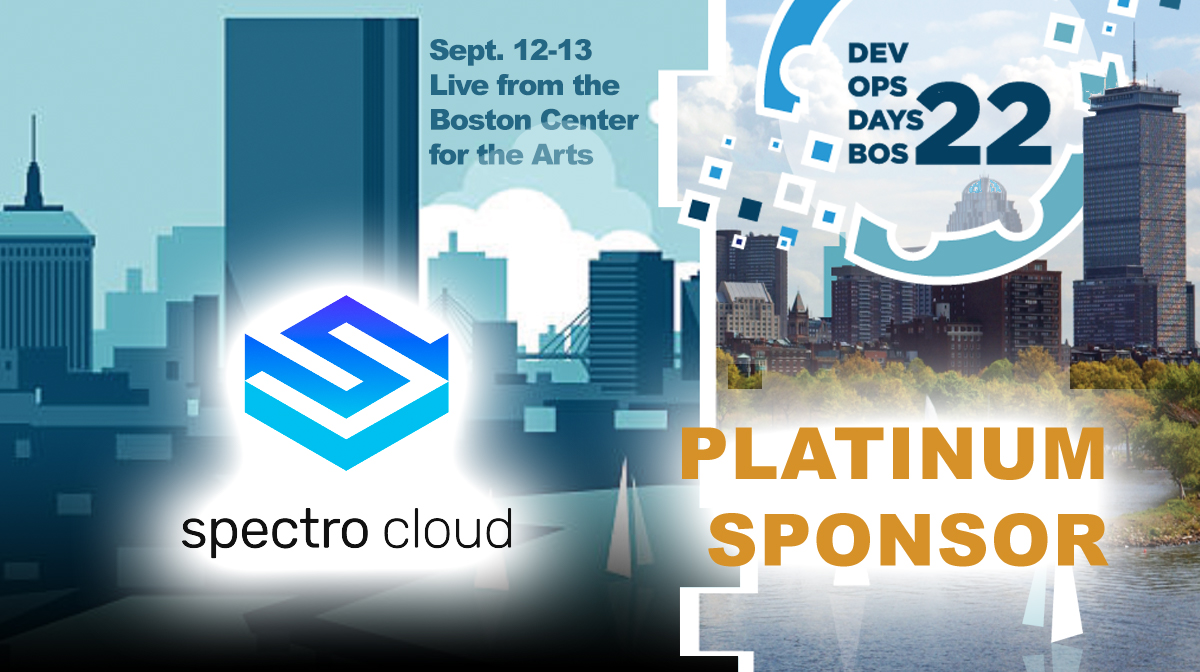 Sept. 12-13
Live from the
Boston Center
for the Arts
DEV
OPS
DAYS
BOS 22
spectro cloud
PLATINUM
SPONSOR